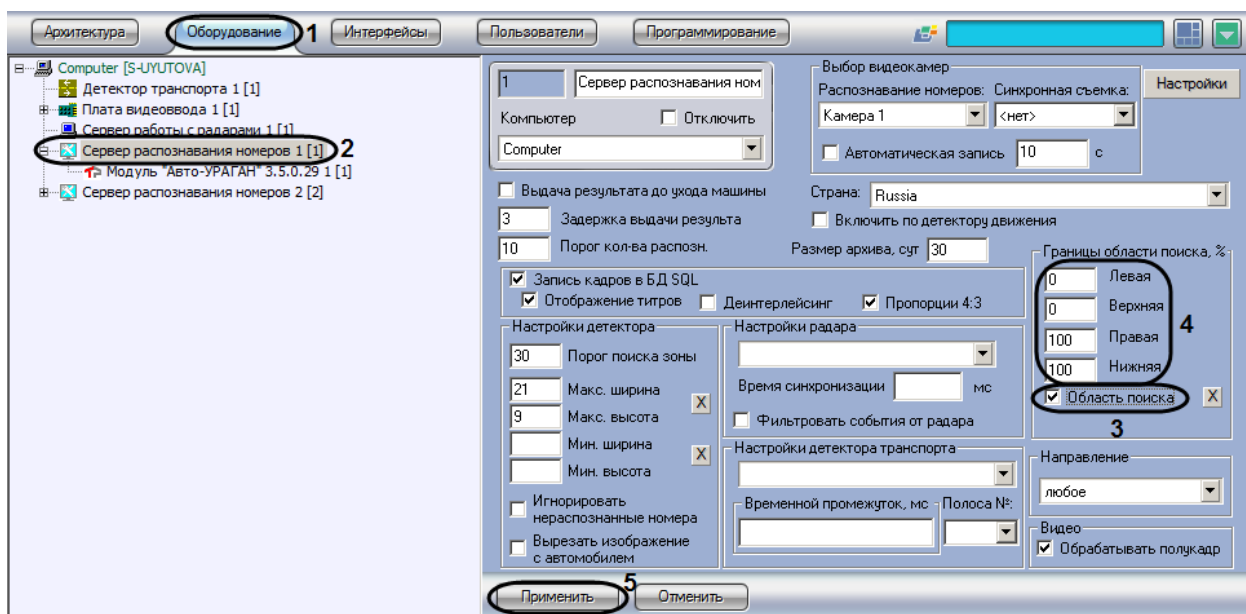 Архитектура Оборудование 1 Интерфейсы Пользователи Программирование
Computer [S-UYUTOVA]
Детектор транспорта 1 [1]
Плата видеоввода 1 [1]
Сервер работы с радарами 1 [1]
Сервер распознавания номеров 1 [1] 2
Модуль "Авто-УРАГАН" 3.5.0.29 1 [1]
Сервер распознавания номеров 2 [2]
1 Сервер распознавания ном
Компьютер Отключить
Computer
Выбор видеокамер
Распознавание номеров: Синхронная съемка:
Камера 1 <нет>
Автоматическая запись 10 с
Настройки
Выдача результата до ухода машины
3 Задержка выдачи результа
10 Порог кол-ва распозн.
Страна: Russia
Включить по детектору движения
Размер архива, сут 30
Запись кадров в БД SQL
Отображение титров Деинтерлейсинг Пропорции 4:3
Границы области поиска, %
0 Левая
0 Верхняя
100 Правая
100 Нижняя
4
Область поиска X
3
Настройки детектора
30 Порог поиска зоны
21 Макс. ширина
X
9 Макс. высота
Мин. ширина
X
Мин. высота
Игнорировать
нераспознанные номера
Вырезать изображение
с автомобилем
Настройки радара
Время синхронизации мс
Фильтровать события от радара
Настройки детектора транспорта
Временной промежуток, мс Полоса №:
Направление
любое
Видео
Обрабатывать полукадр
Применить 5 Отменить